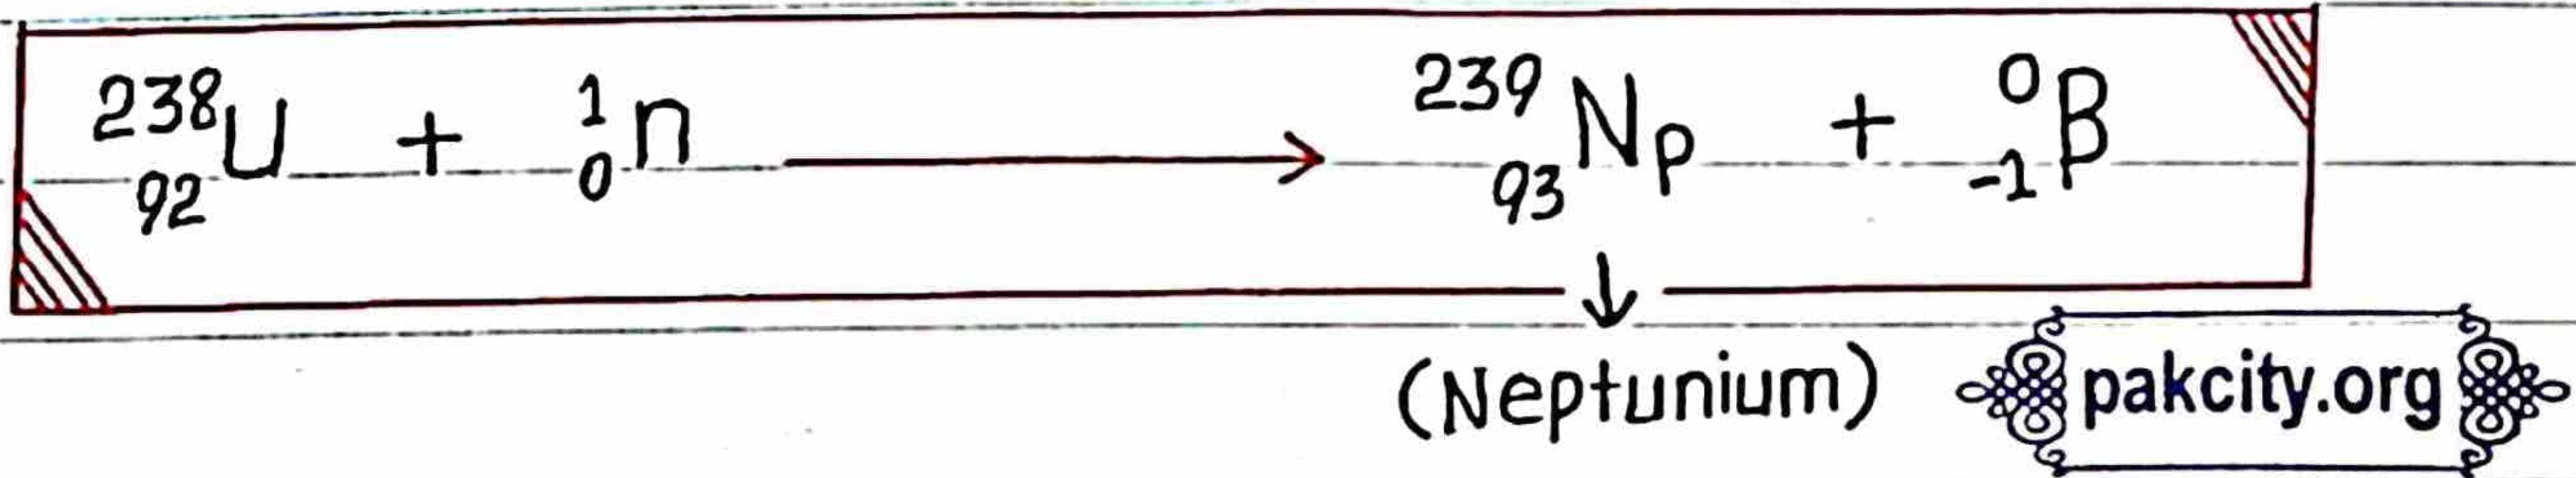 ²³⁸₉₂U + ¹₀n ⟶ ²³⁹₉₃Np + ⁰₋₁β
↓
(Neptunium)
pakcity.org